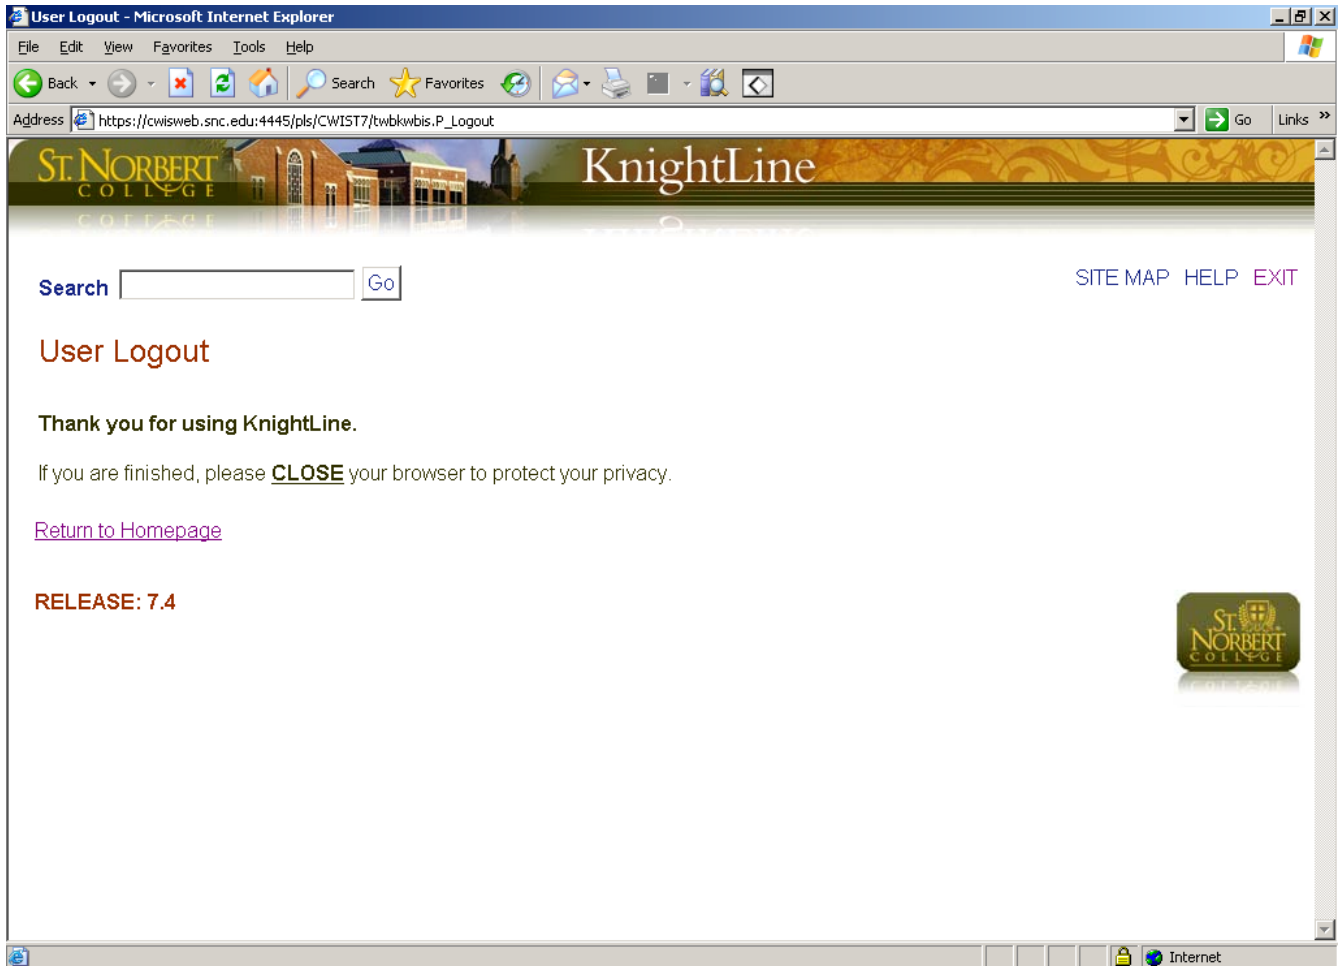 User Logout - Microsoft Internet Explorer
File Edit View Favorites Tools Help
Back Search Favorites
Address https://cwisweb.snc.edu:4445/pls/CWIST7/twbkwbis.P_Logout Go Links »
ST. NORBERT
COLLEGE
KnightLine
Search Go SITE MAP HELP EXIT
User Logout
Thank you for using KnightLine.
If you are finished, please CLOSE your browser to protect your privacy.
Return to Homepage
RELEASE: 7.4
ST.
NORBERT
COLLEGE
Internet